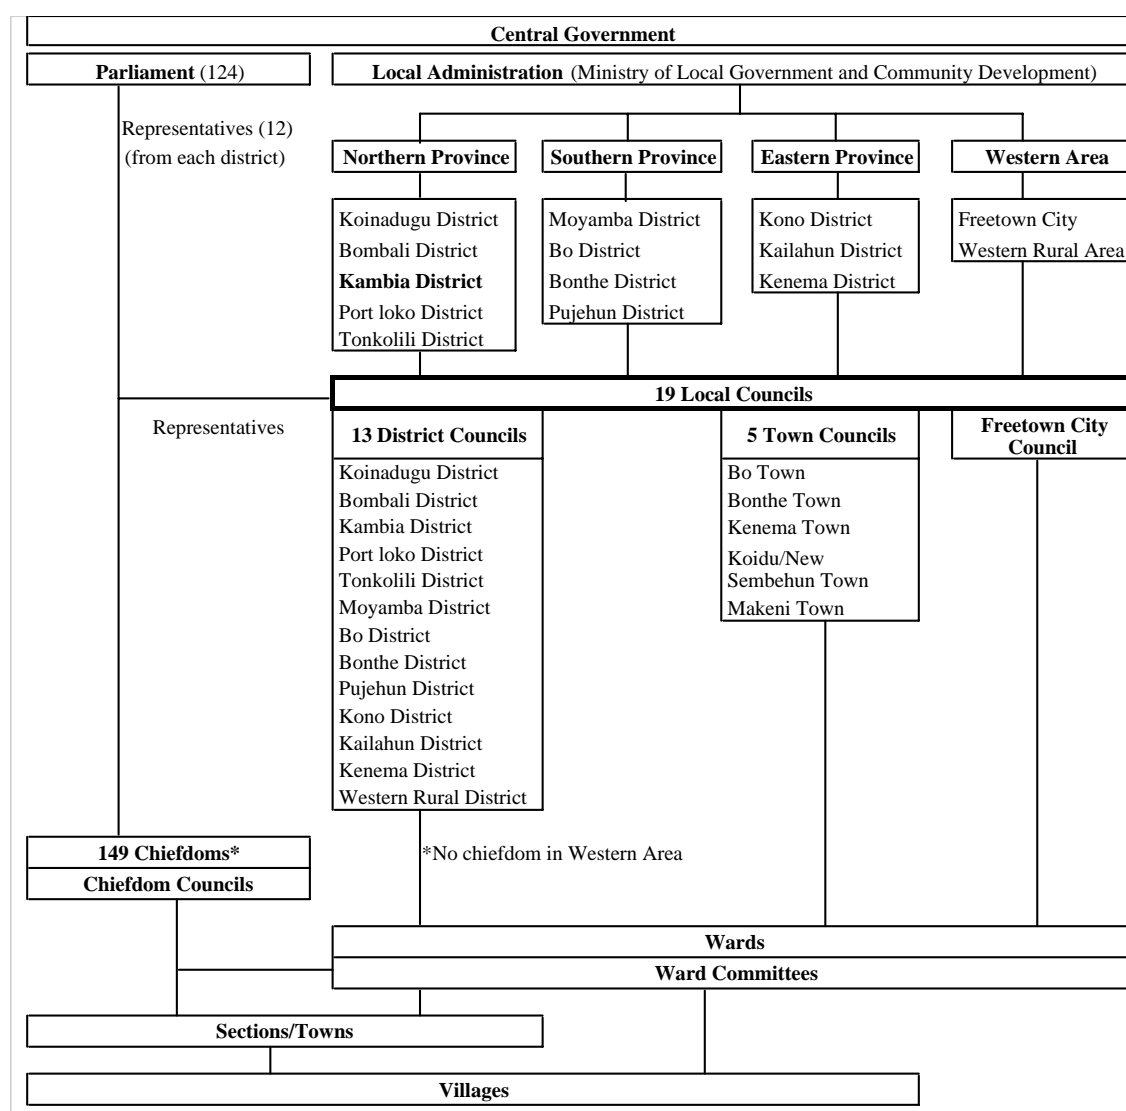 Central Government
Parliament (124)
Local Administration (Ministry of Local Government and Community Development)
Representatives (12)
(from each district)
Northern Province
Southern Province
Eastern Province
Western Area
Koinadugu District
Bombali District
Kambia District
Port loko District
Tonkolili District
Moyamba District
Bo District
Bonthe District
Pujehun District
Kono District
Kailahun District
Kenema District
Freetown City
Western Rural Area
19 Local Councils
Representatives
13 District Councils
5 Town Councils
Freetown City
Council
Koinadugu District
Bombali District
Kambia District
Port loko District
Tonkolili District
Moyamba District
Bo District
Bonthe District
Pujehun District
Kono District
Kailahun District
Kenema District
Western Rural District
Bo Town
Bonthe Town
Kenema Town
Koidu/New
Sembehun Town
Makeni Town
149 Chiefdoms*
Chiefdom Councils
*No chiefdom in Western Area
Wards
Ward Committees
Sections/Towns
Villages